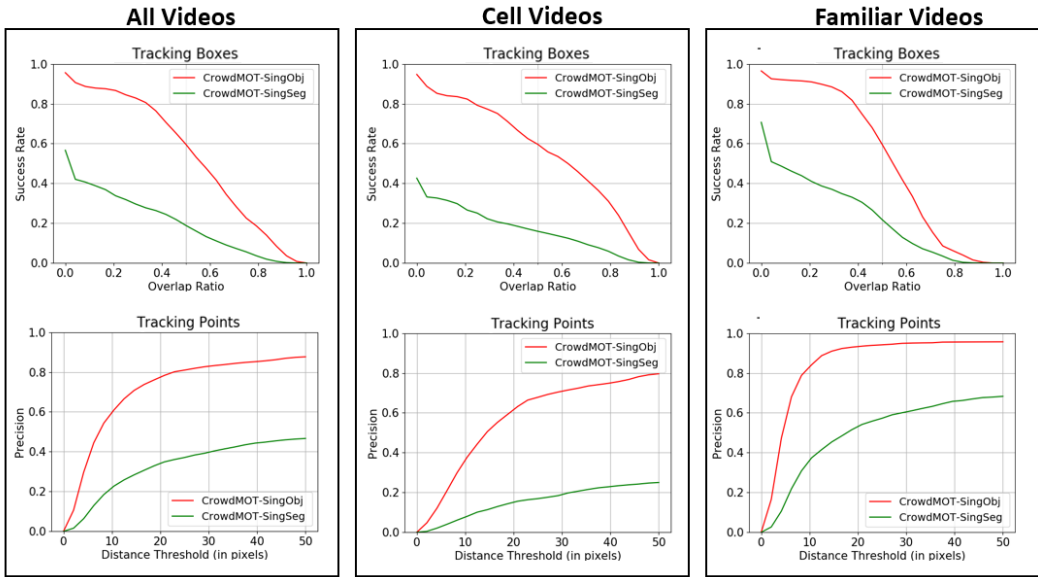 All Videos
Cell Videos
Familiar Videos
Tracking Boxes
Success Rate
1.0
0.8
0.6
0.4
0.2
0.0
CrowdMOT-SingObj
CrowdMOT-SingSeg
0.0 0.2 0.4 0.6 0.8 1.0
Overlap Ratio
Tracking Points
Precision
1.0
0.8
0.6
0.4
0.2
0.0
CrowdMOT-SingObj
CrowdMOT-SingSeg
0 10 20 30 40 50
Distance Threshold (in pixels)
Tracking Boxes
Success Rate
1.0
0.8
0.6
0.4
0.2
0.0
CrowdMOT-SingObj
CrowdMOT-SingSeg
0.0 0.2 0.4 0.6 0.8 1.0
Overlap Ratio
Tracking Points
Precision
1.0
0.8
0.6
0.4
0.2
0.0
CrowdMOT-SingObj
CrowdMOT-SingSeg
0 10 20 30 40 50
Distance Threshold (in pixels)
Tracking Boxes
Success Rate
1.0
0.8
0.6
0.4
0.2
0.0
CrowdMOT-SingObj
CrowdMOT-SingSeg
0.0 0.2 0.4 0.6 0.8 1.0
Overlap Ratio
Tracking Points
Precision
1.0
0.8
0.6
0.4
0.2
0.0
CrowdMOT-SingObj
CrowdMOT-SingSeg
0 10 20 30 40 50
Distance Threshold (in pixels)